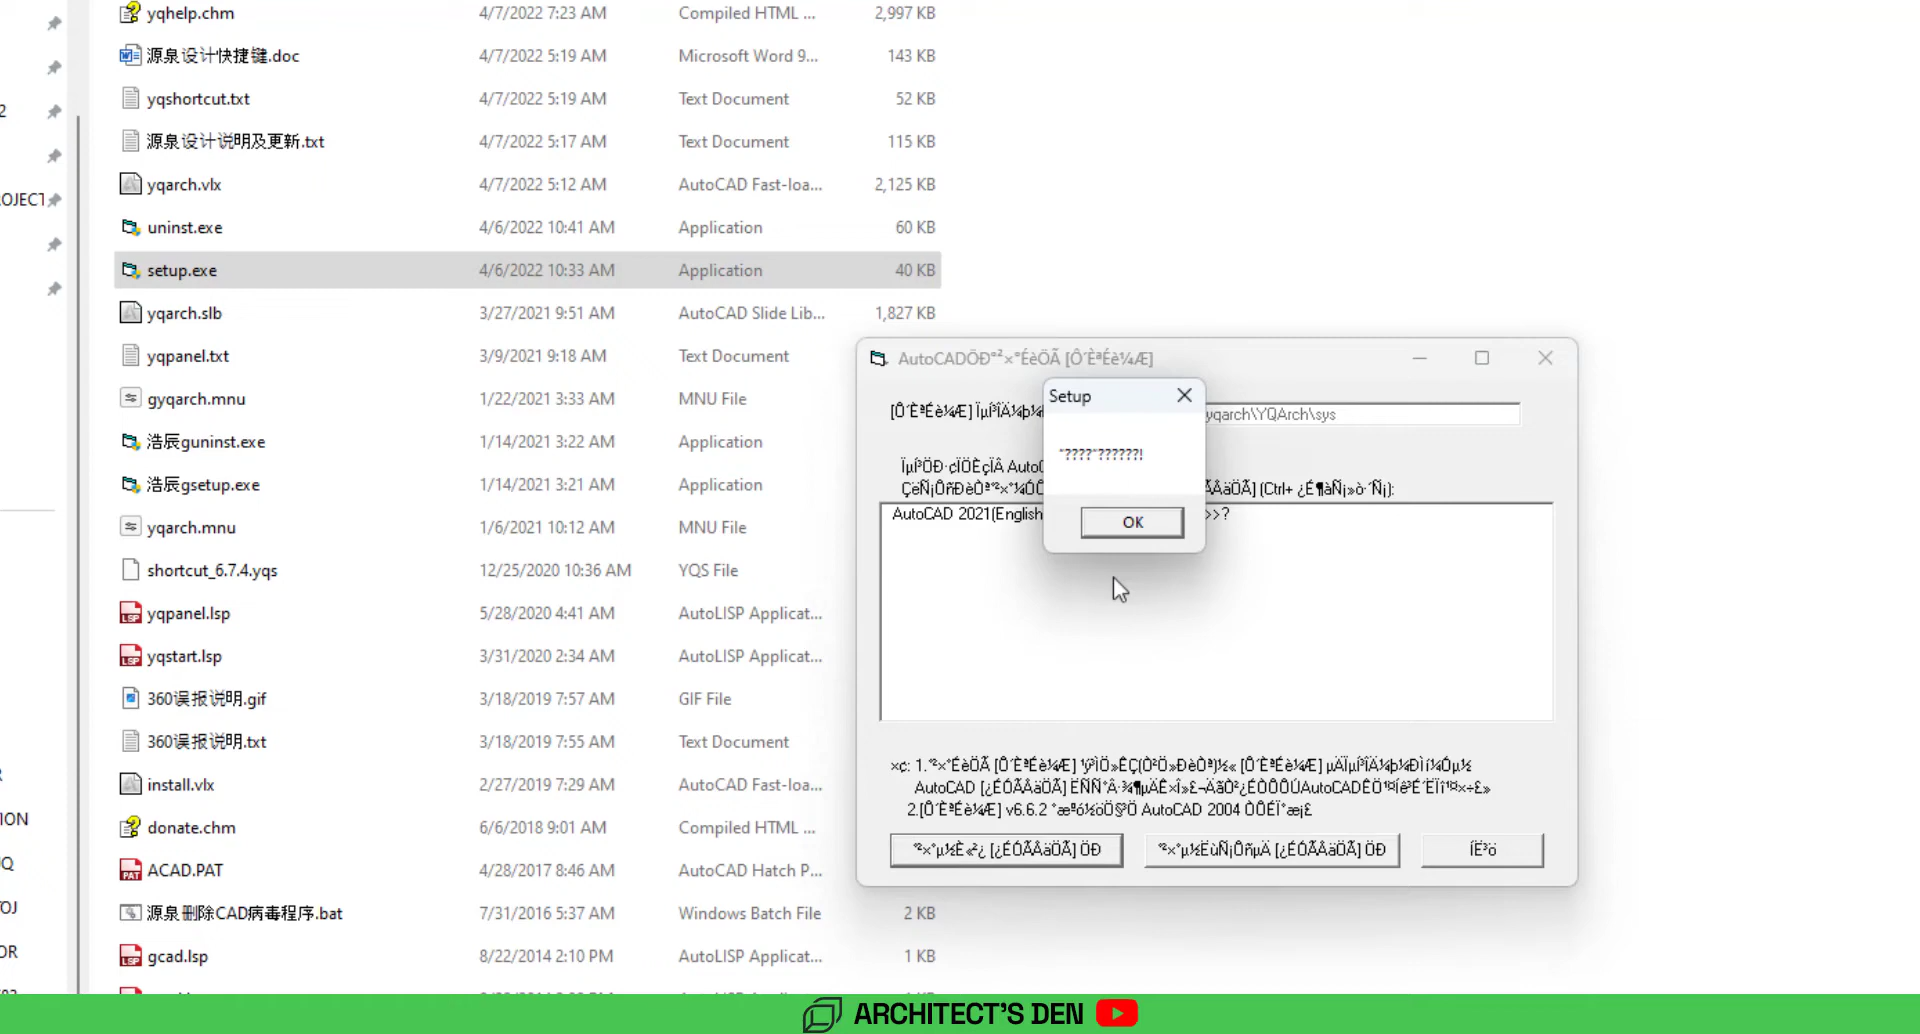 yqhelp.chm 4/7/2022 7:23 AM Compiled HTML ... 2,997 KB
源泉设计快捷键.doc 4/7/2022 5:19 AM Microsoft Word 9... 143 KB
yqshortcut.txt 4/7/2022 5:19 AM Text Document 52 KB
源泉设计说明及更新.txt 4/7/2022 5:17 AM Text Document 115 KB
yqarch.vlx 4/7/2022 5:12 AM AutoCAD Fast-loa... 2,125 KB
OJECT
uninst.exe 4/6/2022 10:41 AM Application 60 KB
setup.exe 4/6/2022 10:33 AM Application 40 KB
yqarch.slb 3/27/2021 9:51 AM AutoCAD Slide Lib... 1,827 KB
yqpanel.txt 3/9/2021 9:18 AM Text Document
gyqarch.mnu 1/22/2021 3:33 AM MNU File
浩辰guninst.exe 1/14/2021 3:22 AM Application
浩辰gsetup.exe 1/14/2021 3:21 AM Application
yqarch.mnu 1/6/2021 10:12 AM MNU File
shortcut_6.7.4.yqs 12/25/2020 10:36 AM YQS File
yqpanel.lsp 5/28/2020 4:41 AM AutoLISP Applicat...
yqstart.lsp 3/31/2020 2:34 AM AutoLISP Applicat...
360误报说明.gif 3/18/2019 7:57 AM GIF File
360误报说明.txt 3/18/2019 7:55 AM Text Document
install.vlx 2/27/2019 7:29 AM AutoCAD Fast-loa...
ION
donate.chm 6/6/2018 9:01 AM Compiled HTML ...
ACAD.PAT 4/28/2017 8:46 AM AutoCAD Hatch P...
源泉删除CAD病毒程序.bat 7/31/2016 5:37 AM Windows Batch File 2 KB
gcad.lsp 8/22/2014 2:10 PM AutoLISP Applicat... 1 KB
AutoCADÖÐ°²×°ÉèÖÃ [Ô´ÈªÉè¼Æ]
yqarch\YQArch\sys
AutoCAD 2021(English
>>?
Setup
"????"??????!
OK
ÍË³ö
ARCHITECT'S DEN